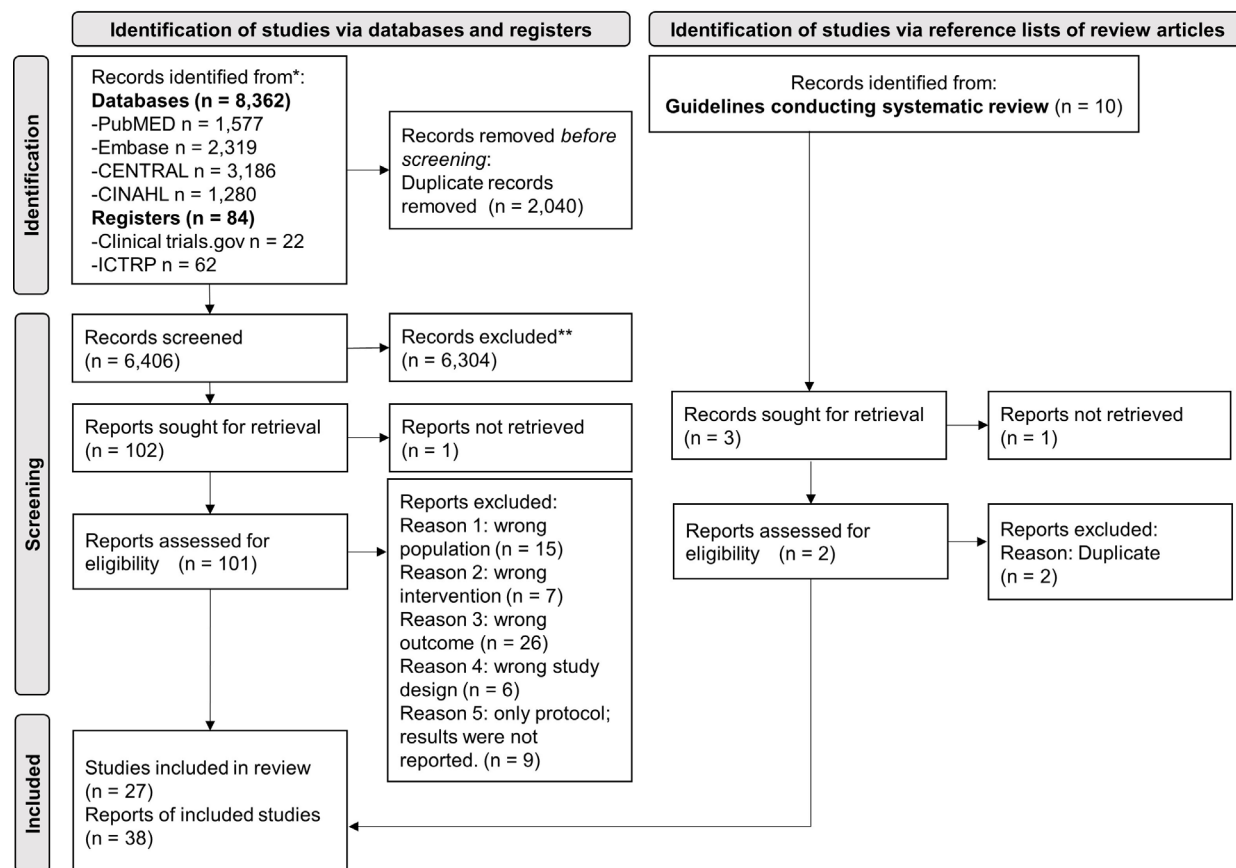 Identification of studies via databases and registers
Identification of studies via reference lists of review articles
Identification
Records identified from*:
Databases (n = 8,362)
-PubMED n = 1,577
-Embase n = 2,319
-CENTRAL n = 3,186
-CINAHL n = 1,280
Registers (n = 84)
-Clinical trials.gov n = 22
-ICTRP n = 62
Records removed before
screening:
Duplicate records
removed (n = 2,040)
Records identified from:
Guidelines conducting systematic review (n = 10)
Screening
Records screened
(n = 6,406)
Records excluded**
(n = 6,304)
Reports sought for retrieval
(n = 102)
Reports not retrieved
(n = 1)
Records sought for retrieval
(n = 3)
Reports not retrieved
(n = 1)
Reports assessed for
eligibility (n = 101)
Reports excluded:
Reason 1: wrong
population (n = 15)
Reason 2: wrong
intervention
(n = 7)
Reason 3: wrong
outcome (n = 26)
Reason 4: wrong study
design (n = 6)
Reason 5: only protocol;
results were not
reported. (n = 9)
Reports assessed for
eligibility (n = 2)
Reports excluded:
Reason: Duplicate
(n = 2)
Included
Studies included in review
(n = 27)
Reports of included studies
(n = 38)